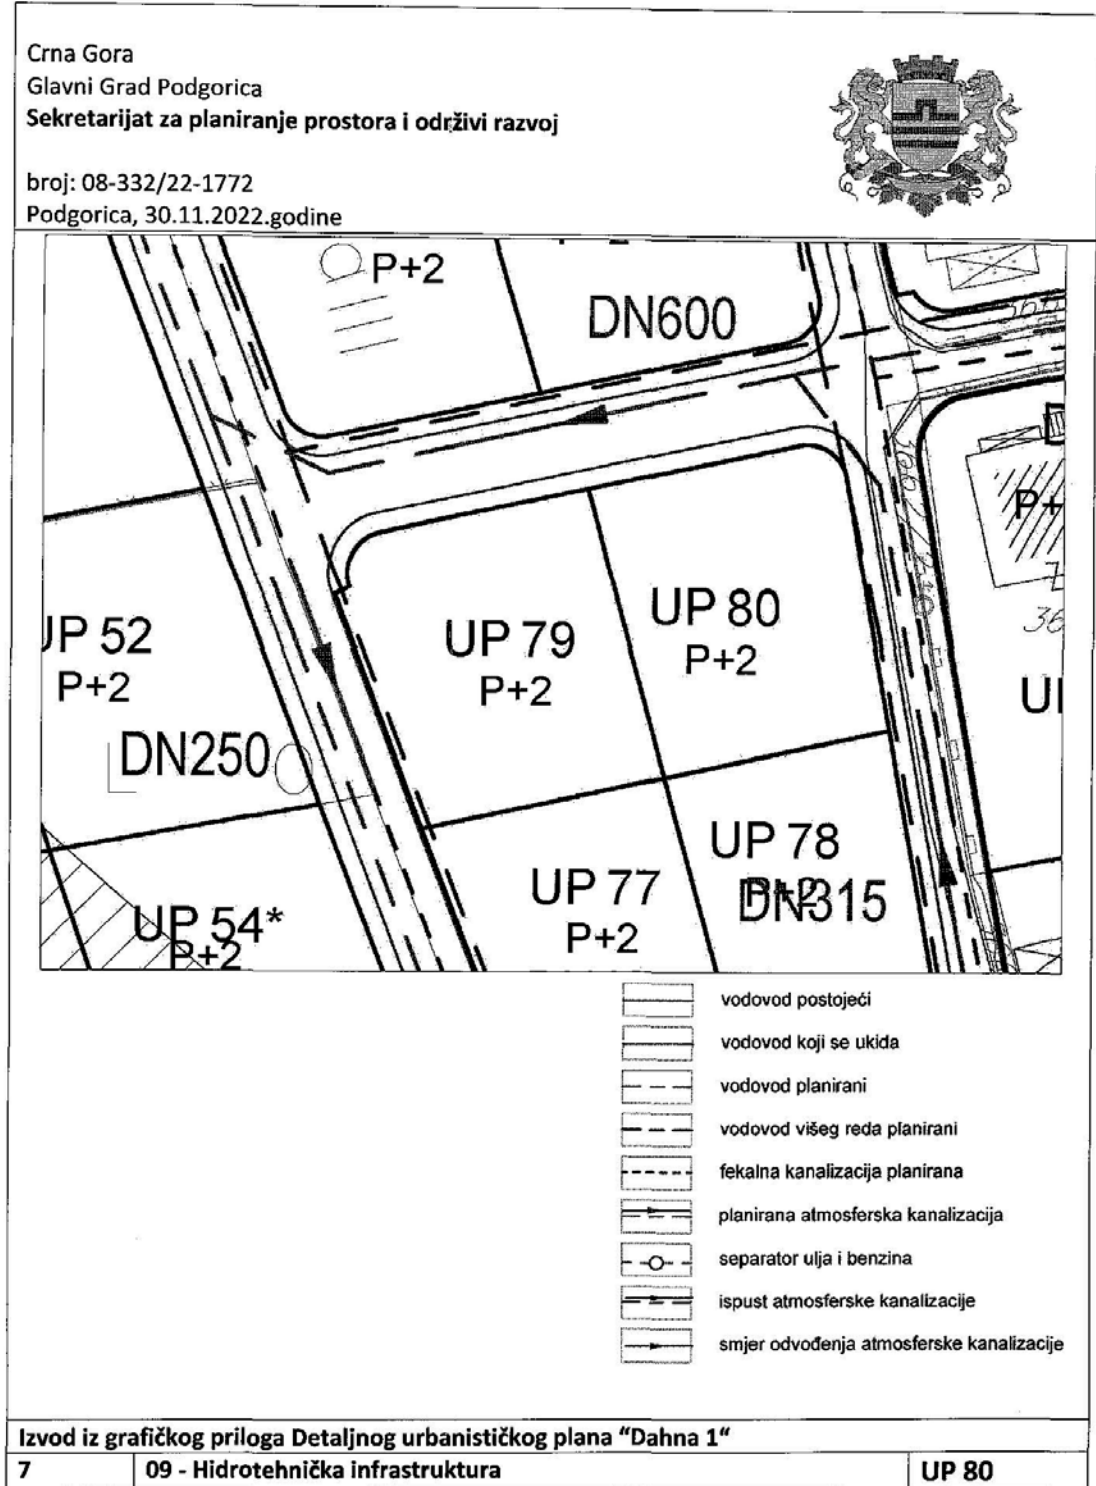 Crna Gora
Glavni Grad Podgorica
Sekretarijat za planiranje prostora i održivi razvoj
broj: 08-332/22-1772
Podgorica, 30.11.2022.godine
P+2
DN600
UP 52
P+2
DN250
UP 79
P+2
UP 80
P+2
P+
36
UP 54*
P+2
UP 77
P+2
UP 78
P+2
DN315
vodovod postojeći
vodovod koji se ukida
vodovod planirani
vodovod višeg reda planirani
fekalna kanalizacija planirana
planirana atmosferska kanalizacija
separator ulja i benzina
ispust atmosferske kanalizacije
smjer odvođenja atmosferske kanalizacije
Izvod iz grafičkog priloga Detaljnog urbanističkog plana "Dahna 1"
7 09 - Hidrotehnička infrastruktura UP 80